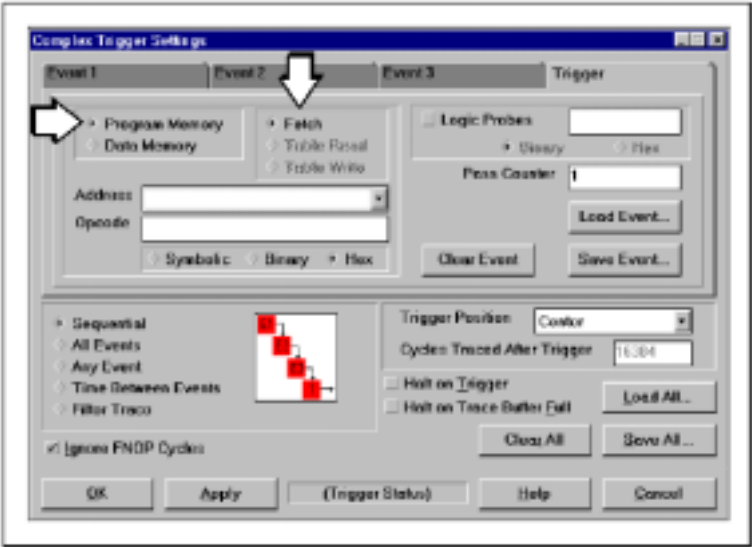 Complex Trigger Settings
Event 1 Event 2 Event 3 Trigger
Program Memory Fetch Logic Probes
Data Memory Table Read Binary Hex
Table Write Pass Counter 1
Address
Opcode Load Event...
Symbolic Binary Hex Clear Event Save Event...
Sequential Trigger Position Center
All Events Cycles Traced After Trigger 16384
Any Event
Time Between Events Halt on Trigger Load All...
Filter Trace Halt on Trace Buffer Full
Ignore FNOP Cycles Clear All Save All...
OK Apply (Trigger Status) Help Cancel